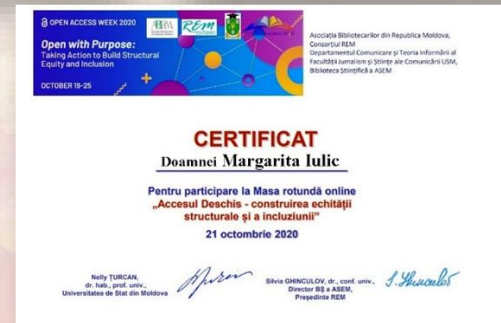 OPEN ACCESS WEEK 2020
Open with Purpose:
Taking Action to Build Structural
Equity and Inclusion
OCTOBER 19-25
REM
Asociația Bibliotecarilor din Republica Moldova,
Consorțiul REM
Departamentul Comunicare și Teoria Informării al
Facultății Jurnalism și Științe ale Comunicării USM,
Biblioteca Științifică a ASEM
CERTIFICAT
Doamnei Margarita Iulic
Pentru participare la Masa rotundă online
„Accesul Deschis - construirea echității
structurale și a incluziunii”
21 octombrie 2020
Nelly ȚURCAN,
dr. hab., prof. univ.,
Universitatea de Stat din Moldova
Silvia GHINCULOV, dr., conf. univ.,
Director BȘ a ASEM,
Președinte REM